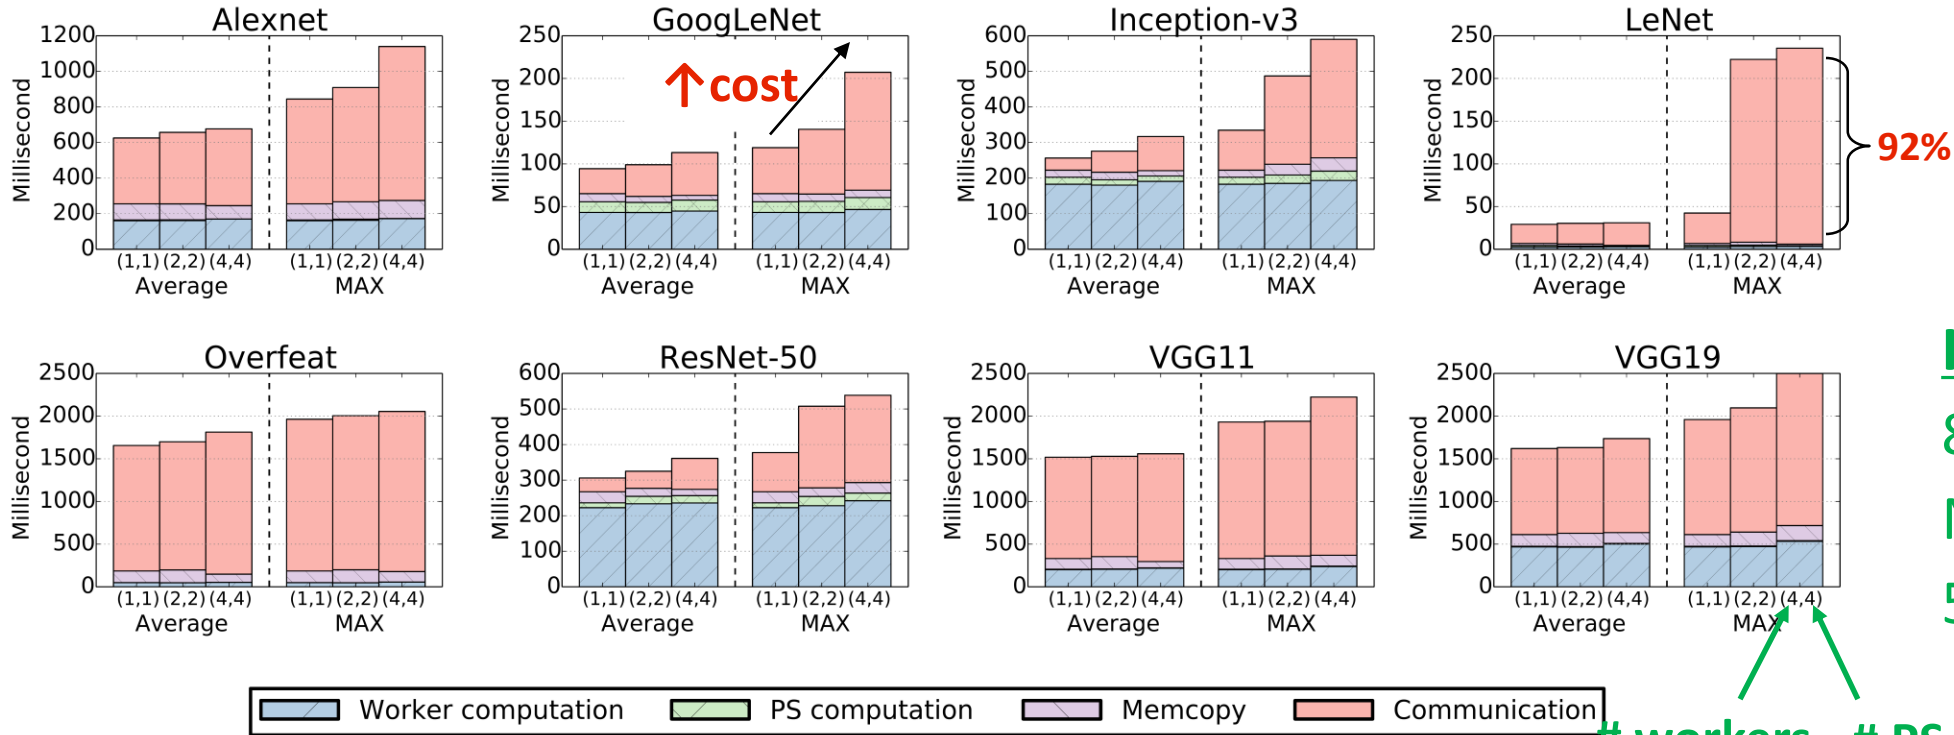 Alexnet
1200
1000
800
600
400
200
0
Millisecond
(1,1) (2,2) (4,4) (1,1) (2,2) (4,4)
Average MAX
GoogLeNet
250
200
150
100
50
0
Millisecond
↑cost
(1,1) (2,2) (4,4) (1,1) (2,2) (4,4)
Average MAX
Inception-v3
600
500
400
300
200
100
0
Millisecond
(1,1) (2,2) (4,4) (1,1) (2,2) (4,4)
Average MAX
LeNet
250
200
150
100
50
0
Millisecond
92%
(1,1) (2,2) (4,4) (1,1) (2,2) (4,4)
Average MAX
Overfeat
2500
2000
1500
1000
500
0
Millisecond
(1,1) (2,2) (4,4) (1,1) (2,2) (4,4)
Average MAX
ResNet-50
600
500
400
300
200
100
0
Millisecond
(1,1) (2,2) (4,4) (1,1) (2,2) (4,4)
Average MAX
VGG11
2500
2000
1500
1000
500
0
Millisecond
(1,1) (2,2) (4,4) (1,1) (2,2) (4,4)
Average MAX
VGG19
2500
2000
1500
1000
500
0
Millisecond
(1,1) (2,2) (4,4) (1,1) (2,2) (4,4)
Average MAX
Worker computation PS computation Memcopy Communication
# workers # PS